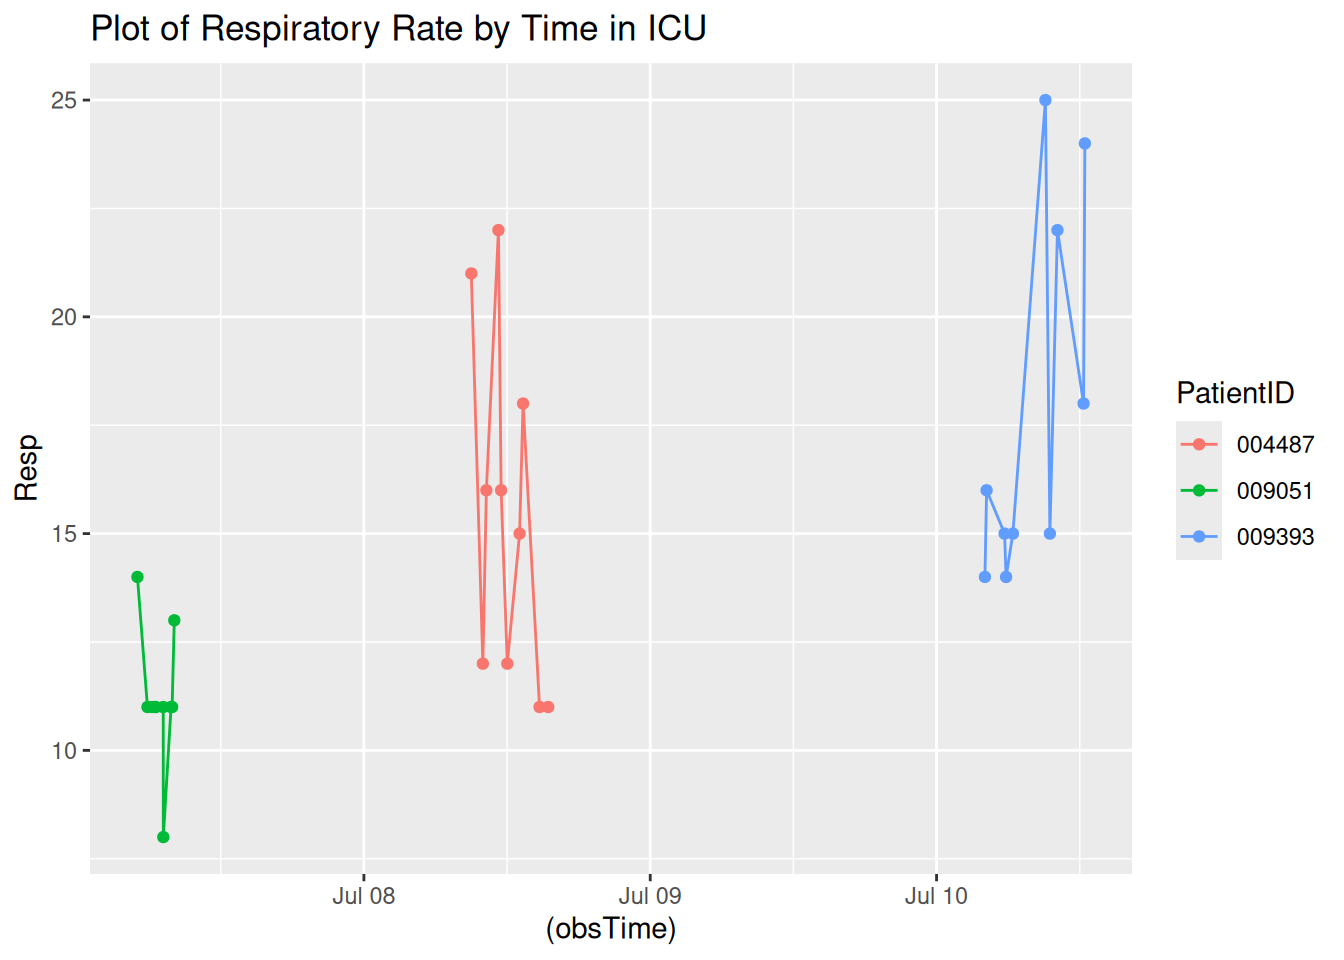 Plot of Respiratory Rate by Time in ICU
25
20
15
10
Resp
Jul 08
Jul 09
Jul 10
(obsTime)
PatientID
004487
009051
009393